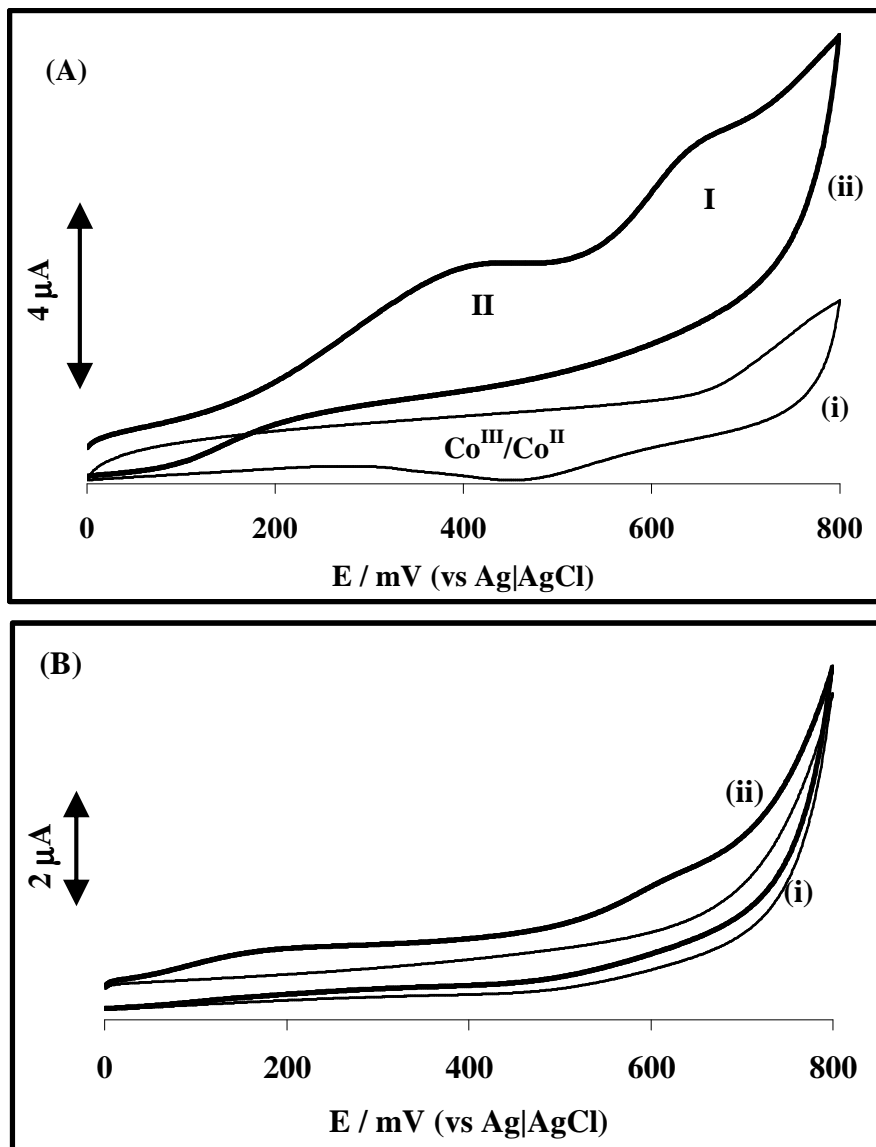 (A)
I
(ii)
4 μA
II
(i)
Co^III/Co^II
0 200 400 600 800
E / mV (vs Ag|AgCl)
(B)
(ii)
2 μA
(i)
0 200 400 600 800
E / mV (vs Ag|AgCl)